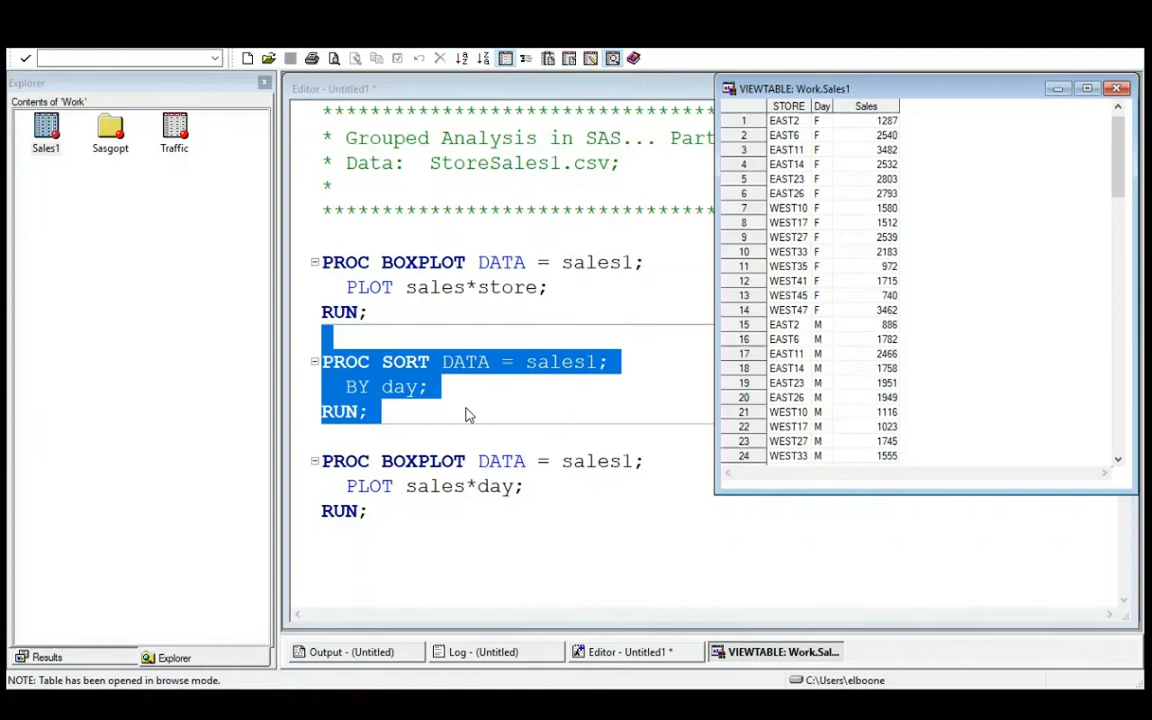 Explorer
Contents of 'Work'
Sales1
Sasgopt
Traffic
Editor - Untitled1 *
***********************************
* Grouped Analysis in SAS... Part
* Data:  StoreSales1.csv;
*
***********************************
PROC BOXPLOT DATA = sales1;
PLOT sales*store;
RUN;
PROC SORT DATA = sales1;
BY day;
RUN;
PROC BOXPLOT DATA = sales1;
PLOT sales*day;
RUN;
VIEWTABLE: Work.Sales1
STORE Day Sales
1 EAST2 F 1287
2 EAST6 F 2540
3 EAST11 F 3482
4 EAST14 F 2532
5 EAST23 F 2803
6 EAST26 F 2793
7 WEST10 F 1580
8 WEST17 F 1512
9 WEST27 F 2539
10 WEST33 F 2183
11 WEST35 F 972
12 WEST41 F 1715
13 WEST45 F 740
14 WEST47 F 3462
15 EAST2 M 886
16 EAST6 M 1782
17 EAST11 M 2466
18 EAST14 M 1758
19 EAST23 M 1951
20 EAST26 M 1949
21 WEST10 M 1116
22 WEST17 M 1023
23 WEST27 M 1745
24 WEST33 M 1555
Results
Explorer
Output - (Untitled)
Log - (Untitled)
Editor - Untitled1 *
VIEWTABLE: Work.Sal...
NOTE: Table has been opened in browse mode.
C:\Users\elboone